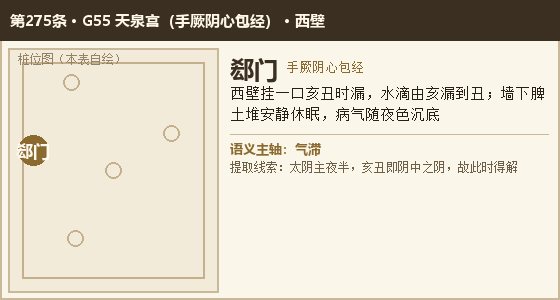 第275条・G55 天泉宫（手厥阴心包经）・西壁
桩位图（本表自绘）
郄门
郄门 手厥阴心包经
西壁挂一口亥丑时漏，水滴由亥漏到丑；墙下脾
土堆安静休眠，病气随夜色沉底
语义主轴：气滞
提取线索：太阴主夜半，亥丑即阴中之阴，故此时得解